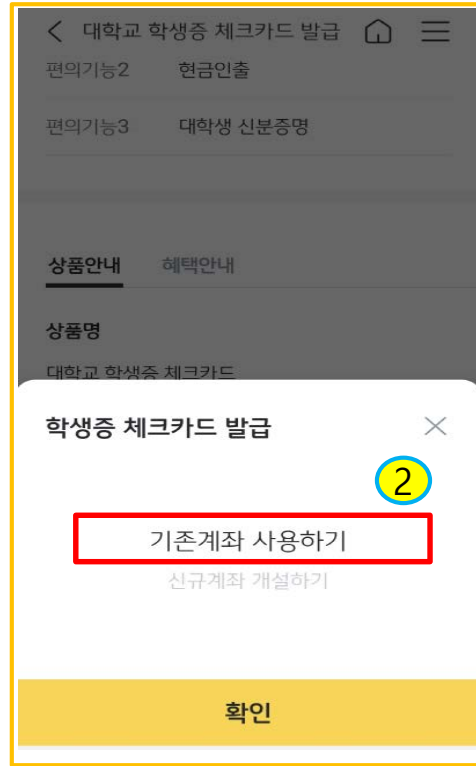 대학교 학생증 체크카드 발급
편의기능2 현금인출
편의기능3 대학생 신분증명
상품안내 혜택안내
상품명
대학교 학생증 체크카드
학생증 체크카드 발급
2
기존계좌 사용하기
신규계좌 개설하기
확인